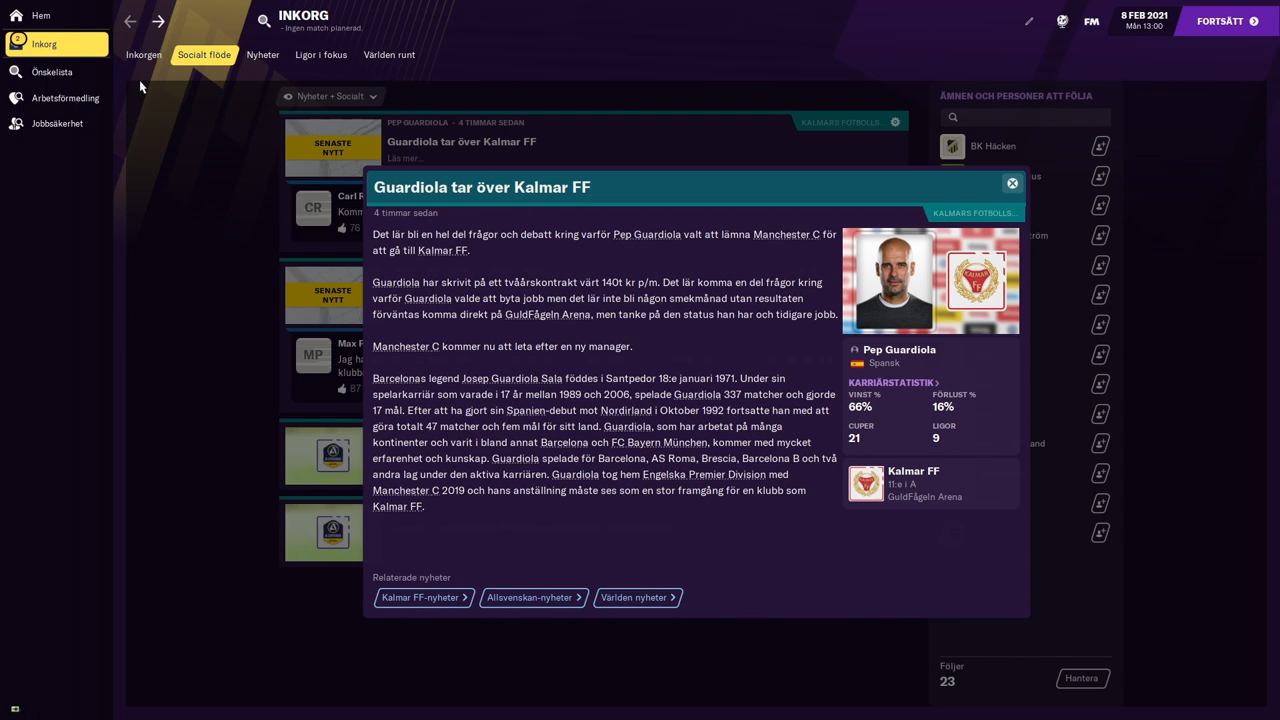 Hem
INKORG
- Ingen match planerad.
FM
8 FEB 2021
Mån 13:00
FORTSÄTT
2
Inkorg
Önskelista
Arbetsförmedling
Jobbsäkerhet
Inkorgen
Socialt flöde
Nyheter
Ligor i fokus
Världen runt
Nyheter + Socialt
PEP GUARDIOLA - 4 TIMMAR SEDAN
KALMARS FOTBOLLS...
SENASTE
NYTT
Guardiola tar över Kalmar FF
Läs mer...
CR
Carl R
Komm
76
SENASTE
NYTT
MP
Max F
Jag ha
klubb
87
ÄMNEN OCH PERSONER ATT FÖLJA
BK Häcken
Följer
23
Hantera
Guardiola tar över Kalmar FF
4 timmar sedan
KALMARS FOTBOLLS...
Det lär bli en hel del frågor och debatt kring varför Pep Guardiola valt att lämna Manchester C för
att gå till Kalmar FF.
Guardiola har skrivit på ett tvåårskontrakt värt 140t kr p/m. Det lär komma en del frågor kring
varför Guardiola valde att byta jobb men det lär inte bli någon smekmånad utan resultaten
förväntas komma direkt på GuldFågeln Arena, men tanke på den status han har och tidigare jobb.
Manchester C kommer nu att leta efter en ny manager.
Barcelonas legend Josep Guardiola Sala föddes i Santpedor 18:e januari 1971. Under sin
spelarkarriär som varade i 17 år mellan 1989 och 2006, spelade Guardiola 337 matcher och gjorde
17 mål. Efter att ha gjort sin Spanien-debut mot Nordirland i Oktober 1992 fortsatte han med att
göra totalt 47 matcher och fem mål för sitt land. Guardiola, som har arbetat på många
kontinenter och varit i bland annat Barcelona och FC Bayern München, kommer med mycket
erfarenhet och kunskap. Guardiola spelade för Barcelona, AS Roma, Brescia, Barcelona B och två
andra lag under den aktiva karriären. Guardiola tog hem Engelska Premier Division med
Manchester C 2019 och hans anställning måste ses som en stor framgång för en klubb som
Kalmar FF.
KALMAR
FF
Pep Guardiola
Spansk
KARRIÄRSTATISTIK
VINST %
FÖRLUST %
66%
16%
CUPER
LIGOR
21
9
Kalmar FF
11:e i A
GuldFågeln Arena
Relaterade nyheter
Kalmar FF-nyheter
Allsvenskan-nyheter
Världen nyheter